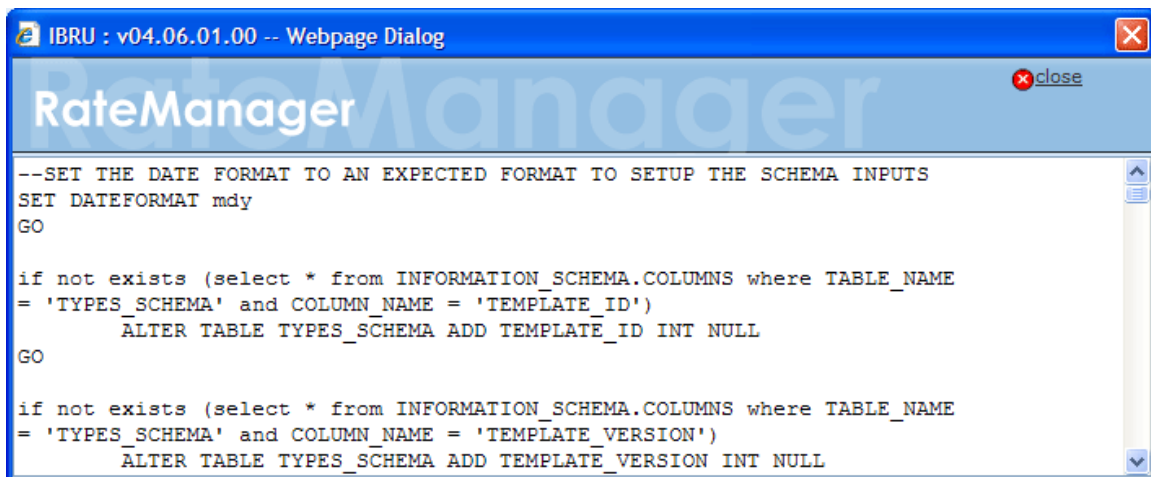 IBRU : v04.06.01.00 -- Webpage Dialog
RateManager
RateManager
close
--SET THE DATE FORMAT TO AN EXPECTED FORMAT TO SETUP THE SCHEMA INPUTS
SET DATEFORMAT mdy
GO
if not exists (select * from INFORMATION_SCHEMA.COLUMNS where TABLE_NAME
= 'TYPES_SCHEMA' and COLUMN_NAME = 'TEMPLATE_ID')
ALTER TABLE TYPES_SCHEMA ADD TEMPLATE_ID INT NULL
GO
if not exists (select * from INFORMATION_SCHEMA.COLUMNS where TABLE_NAME
= 'TYPES_SCHEMA' and COLUMN_NAME = 'TEMPLATE_VERSION')
ALTER TABLE TYPES_SCHEMA ADD TEMPLATE_VERSION INT NULL